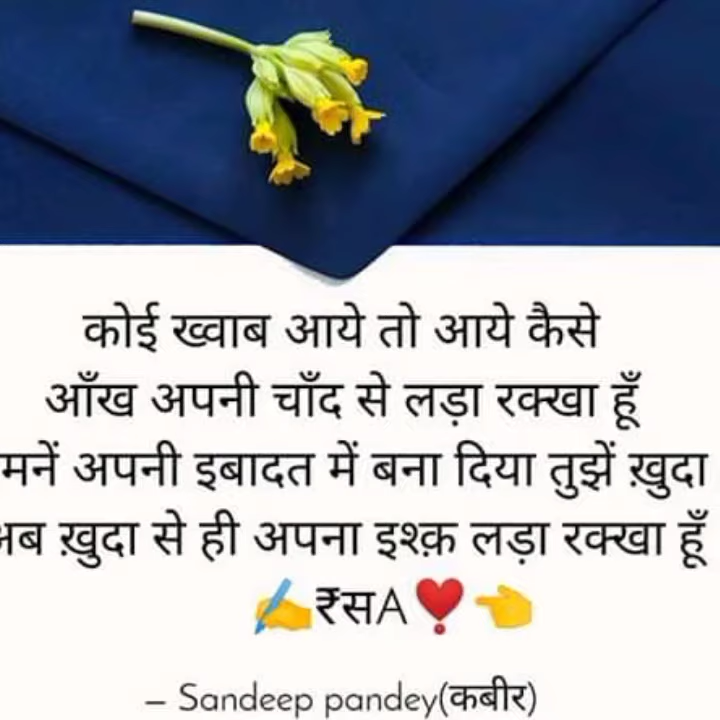 कोई ख्वाब आये तो आये कैसे
आँख अपनी चाँद से लड़ा रक्खा हूँ
मनें अपनी इबादत में बना दिया तुझें ख़ुदा
अब ख़ुदा से ही अपना इश्क़ लड़ा रक्खा हूँ
✍️₹सA❣️👈
– Sandeep pandey(कबीर)